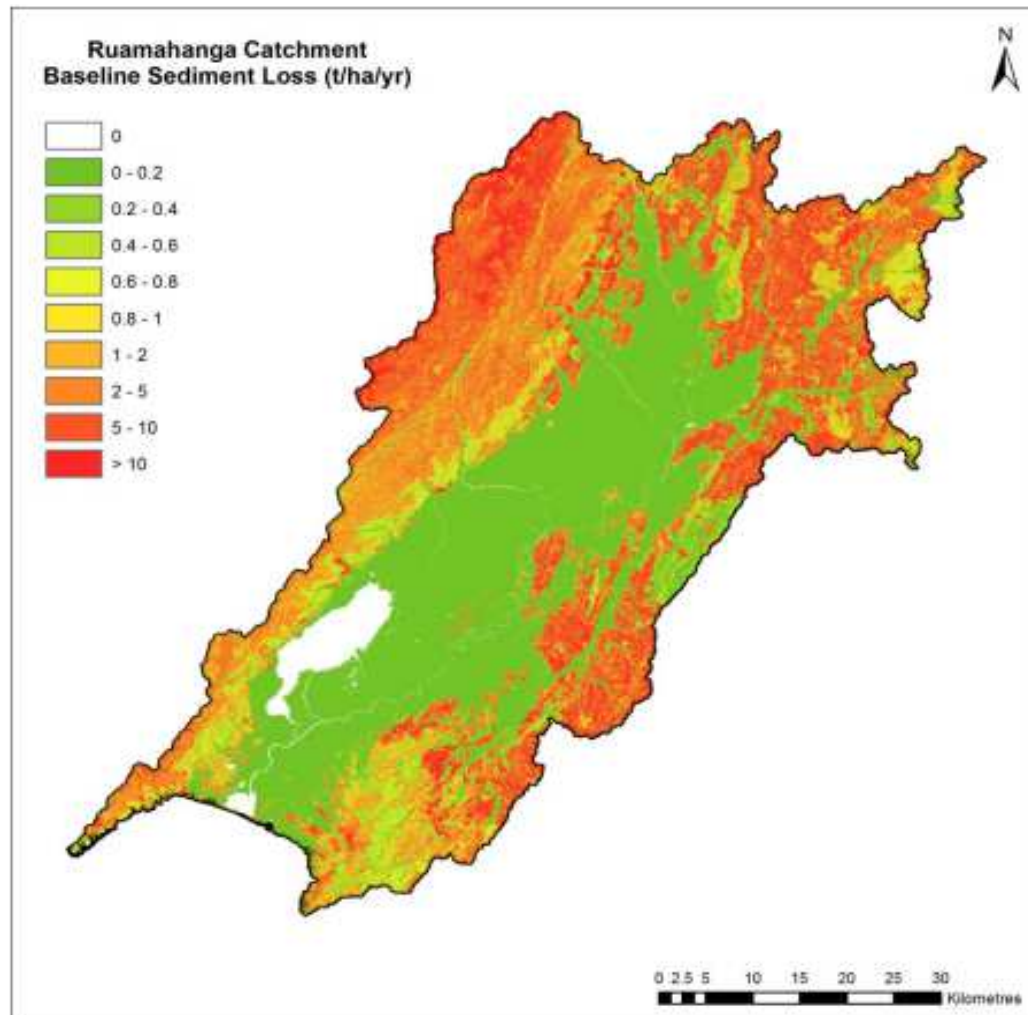 Ruamahanga Catchment
Baseline Sediment Loss (t/ha/yr)
N
0
0 - 0.2
0.2 - 0.4
0.4 - 0.6
0.6 - 0.8
0.8 - 1
1 - 2
2 - 5
5 - 10
> 10
0 2.5 5 10 15 20 25 30
Kilometres